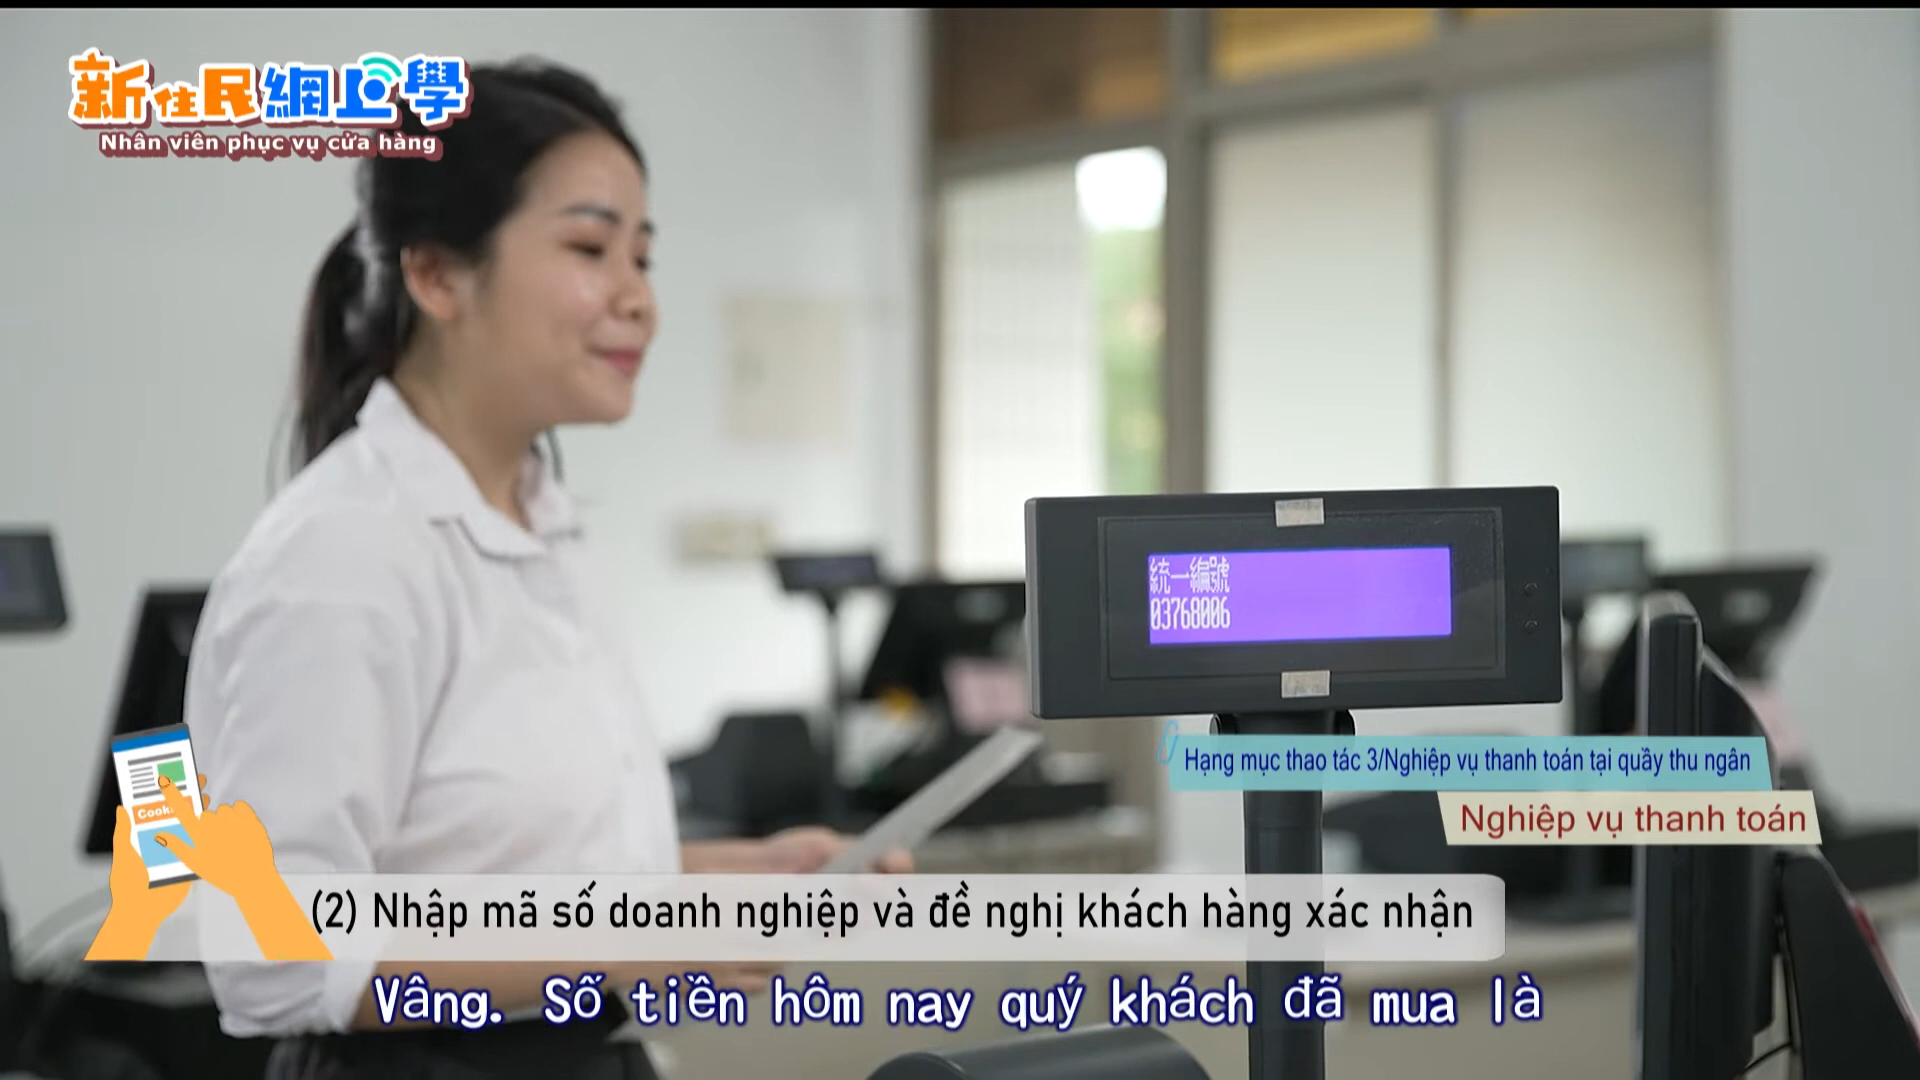 新住民網上學
Nhân viên phục vụ cửa hàng
統一編號
03768006
Hạng mục thao tác 3/Nghiệp vụ thanh toán tại quầy thu ngân
Nghiệp vụ thanh toán
(2) Nhập mã số doanh nghiệp và đề nghị khách hàng xác nhận
Vâng. Số tiền hôm nay quý khách đã mua là